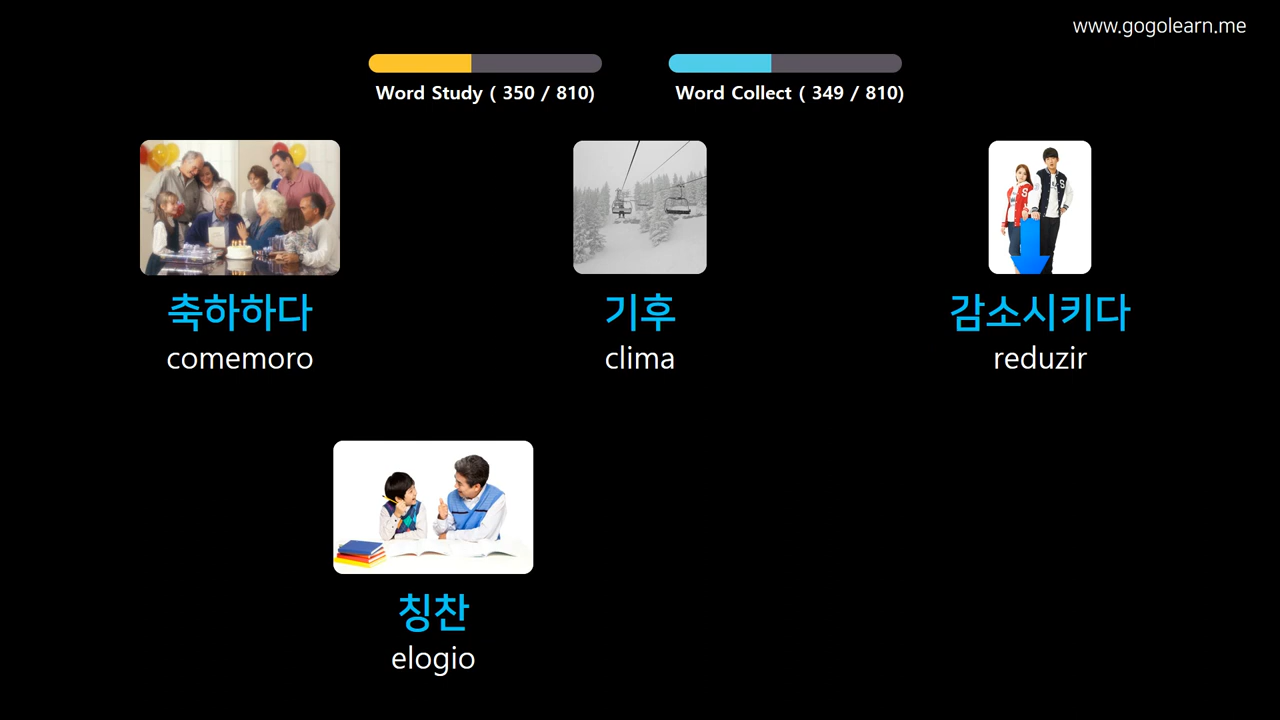 www.gogolearn.me
Word Study ( 350 / 810)
Word Collect ( 349 / 810)
축하하다
comemoro
기후
clima
감소시키다
reduzir
칭찬
elogio